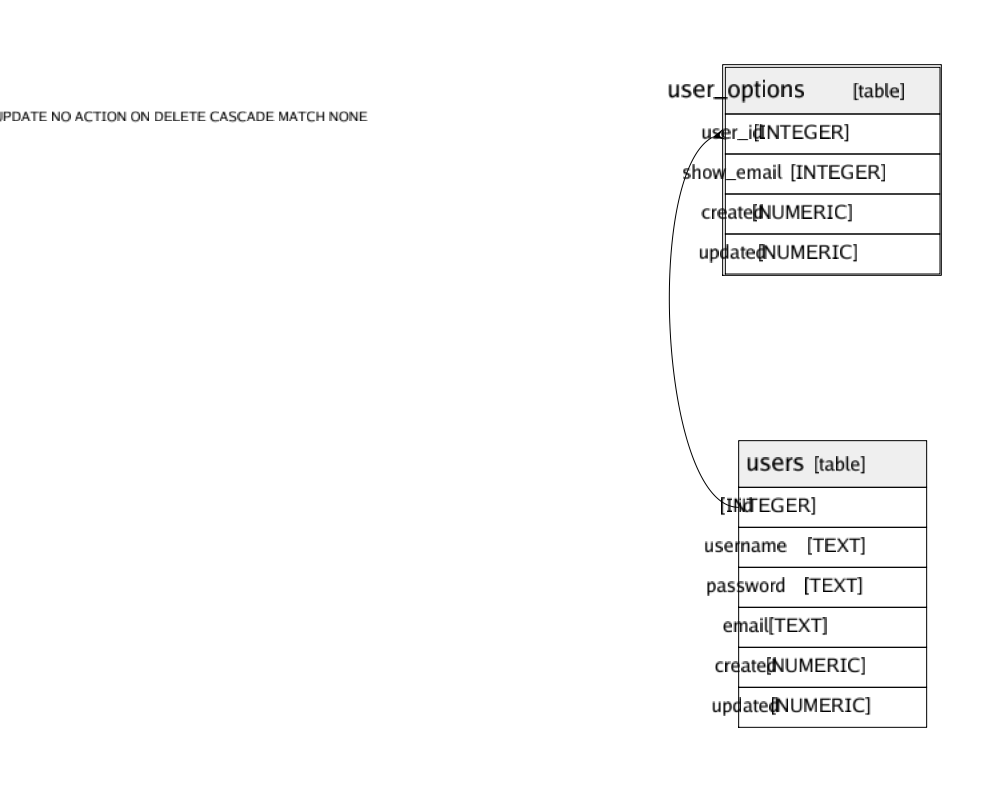 user_options [table]
UPDATE NO ACTION ON DELETE CASCADE MATCH NONE
user_id [INTEGER]
show_email [INTEGER]
created [NUMERIC]
updated [NUMERIC]
users [table]
id [INTEGER]
username [TEXT]
password [TEXT]
email [TEXT]
created [NUMERIC]
updated [NUMERIC]